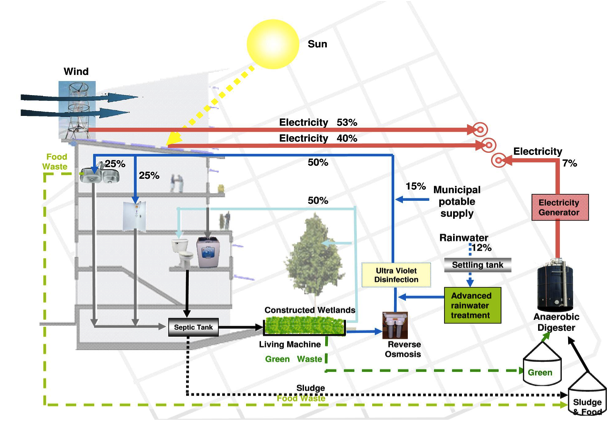 Sun
Wind
Electricity 53%
Electricity 40%
Electricity
7%
Food
Waste
25%
25%
50%
15%
Municipal
potable
supply
50%
Electricity
Generator
Rainwater
12%
Settling tank
Ultra Violet
Disinfection
Advanced
rainwater
treatment
Constructed Wetlands
Septic Tank
Living Machine
Reverse
Osmosis
Anaerobic
Digester
Green Waste
Green
Sludge
Food Waste
Sludge
& Food